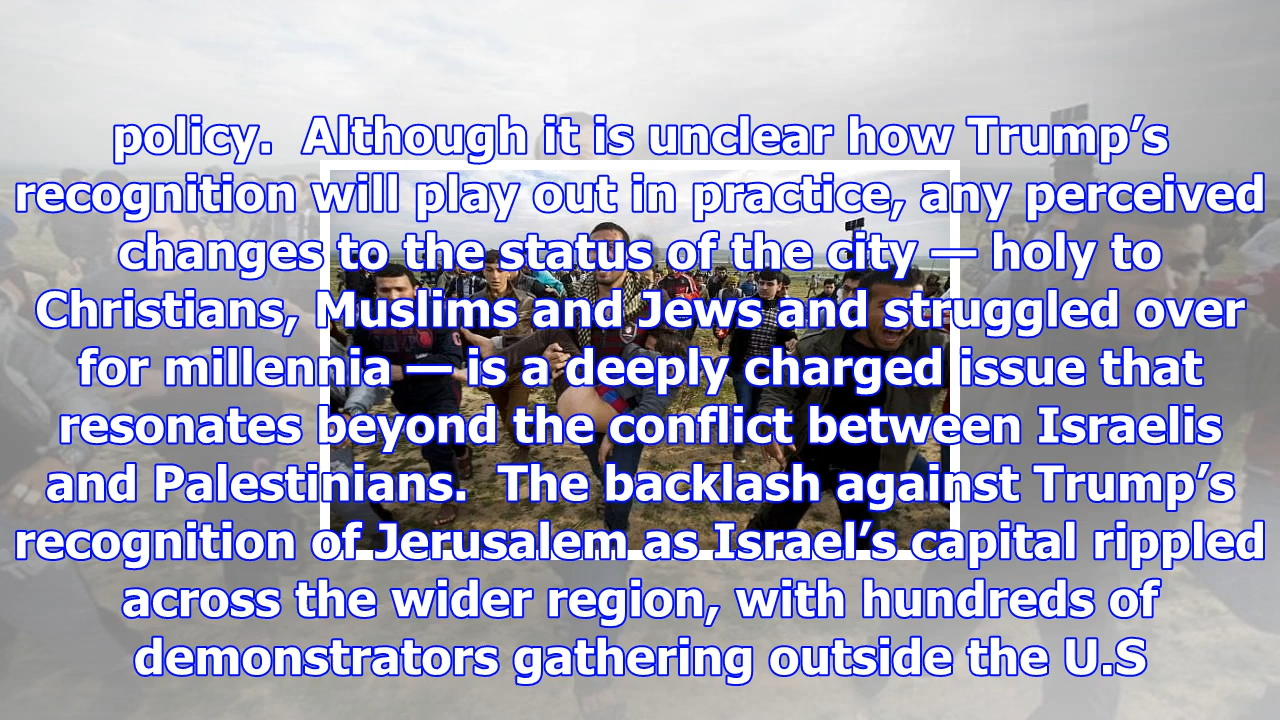 policy.  Although it is unclear how Trump’s
recognition will play out in practice, any perceived
changes to the status of the city — holy to
Christians, Muslims and Jews and struggled over
for millennia — is a deeply charged issue that
resonates beyond the conflict between Israelis
and Palestinians.  The backlash against Trump’s
recognition of Jerusalem as Israel’s capital rippled
across the wider region, with hundreds of
demonstrators gathering outside the U.S